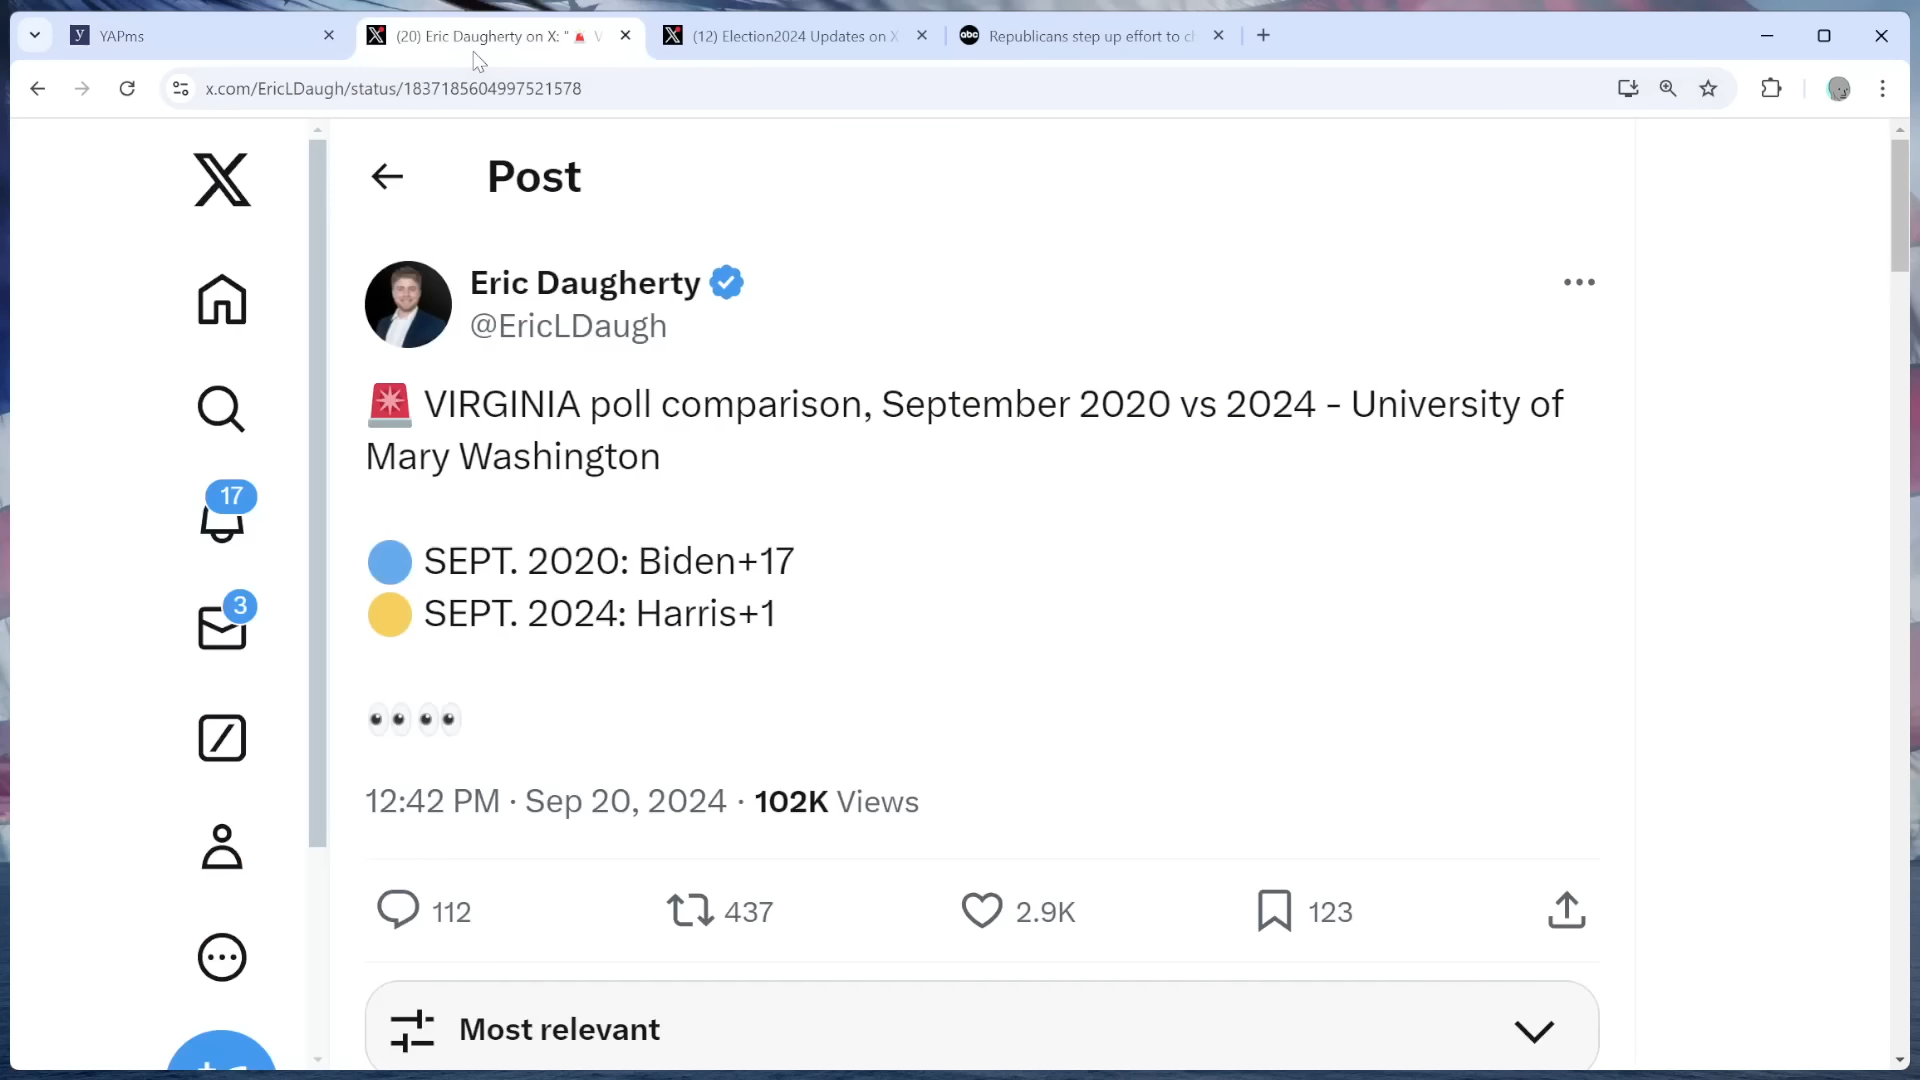 YAPms
(20) Eric Daugherty on X: "🚨 V
(12) Election2024 Updates on X
abc
Republicans step up effort to ch
x.com/EricLDaugh/status/1837185604997521578
Post
Eric Daugherty
@EricLDaugh
🚨 VIRGINIA poll comparison, September 2020 vs 2024 - University of
Mary Washington
🔵 SEPT. 2020: Biden+17
🟡 SEPT. 2024: Harris+1
👀👀
12:42 PM · Sep 20, 2024 · 102K Views
17
3
112
437
2.9K
123
Most relevant